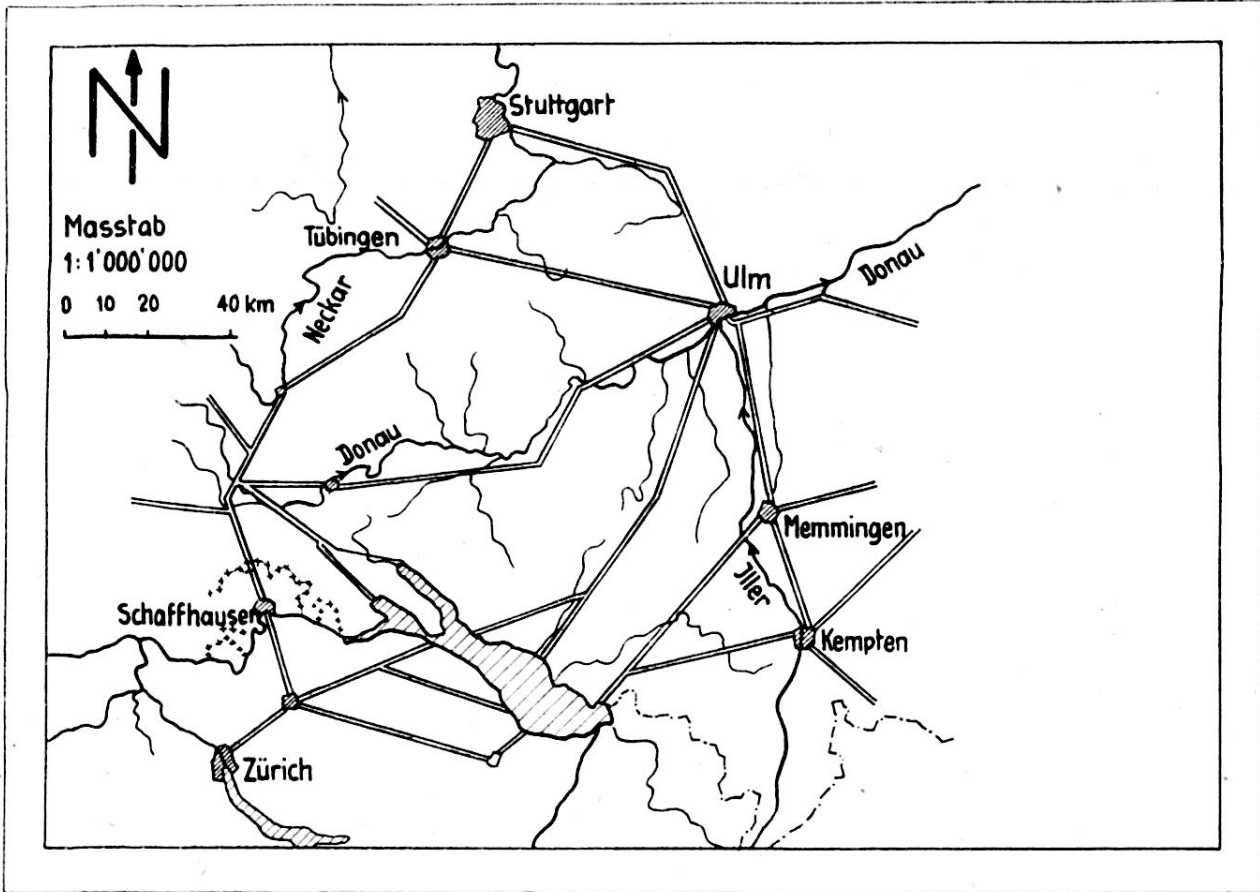 N
Stuttgart
Masstab
1:1'000'000
0 10 20 40 km
Tübingen
Neckar
Ulm
Donau
Donau
Memmingen
Iller
Schaffhausen
Kempten
Zürich